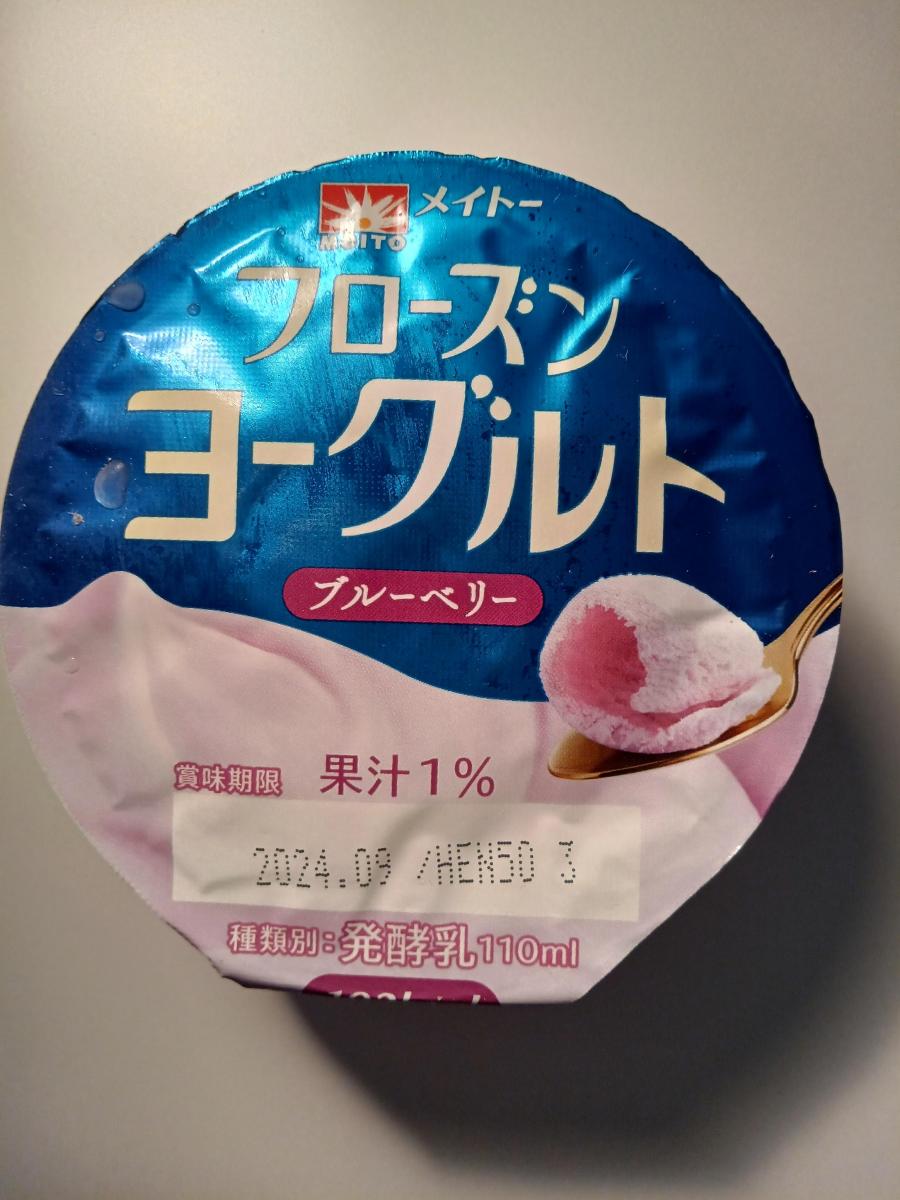 MEITO メイトー
フローズン
ヨーグルト
ブルーベリー
賞味期限 果汁1%
2024.09 /HEN50 3
種類別:発酵乳110ml